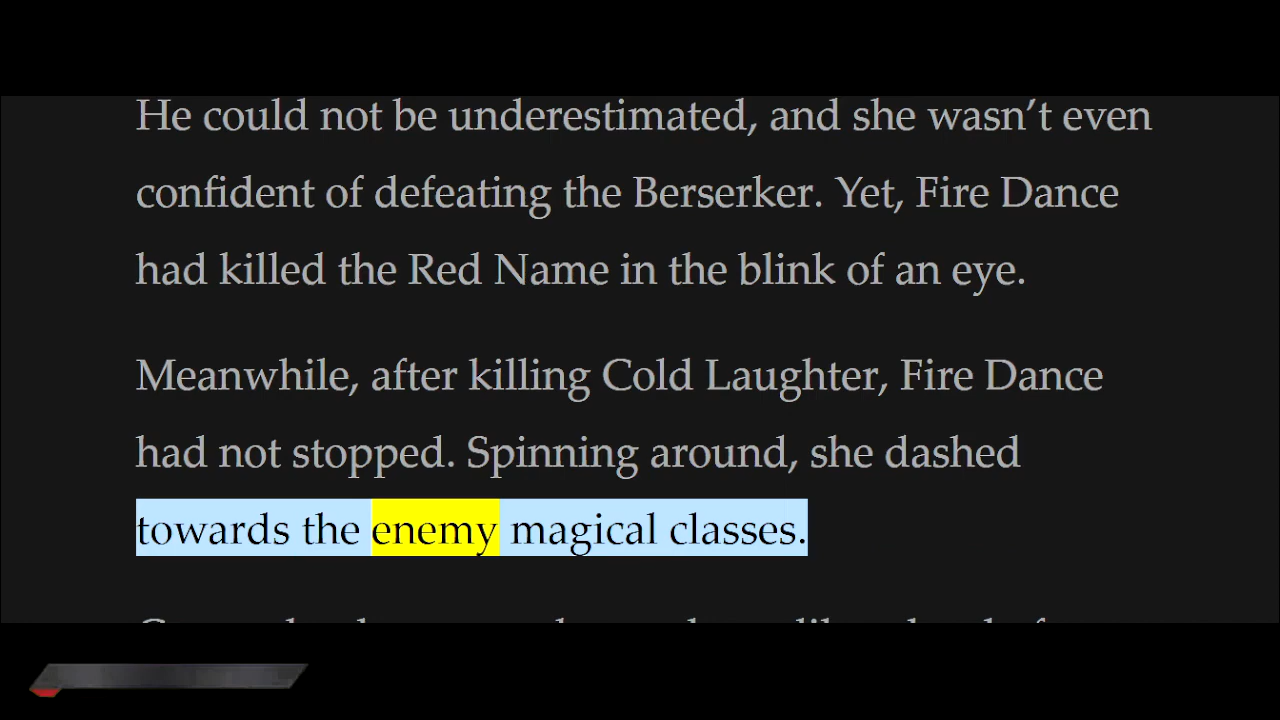 He could not be underestimated, and she wasn’t even
confident of defeating the Berserker. Yet, Fire Dance
had killed the Red Name in the blink of an eye.
Meanwhile, after killing Cold Laughter, Fire Dance
had not stopped. Spinning around, she dashed
towards the enemy magical classes.